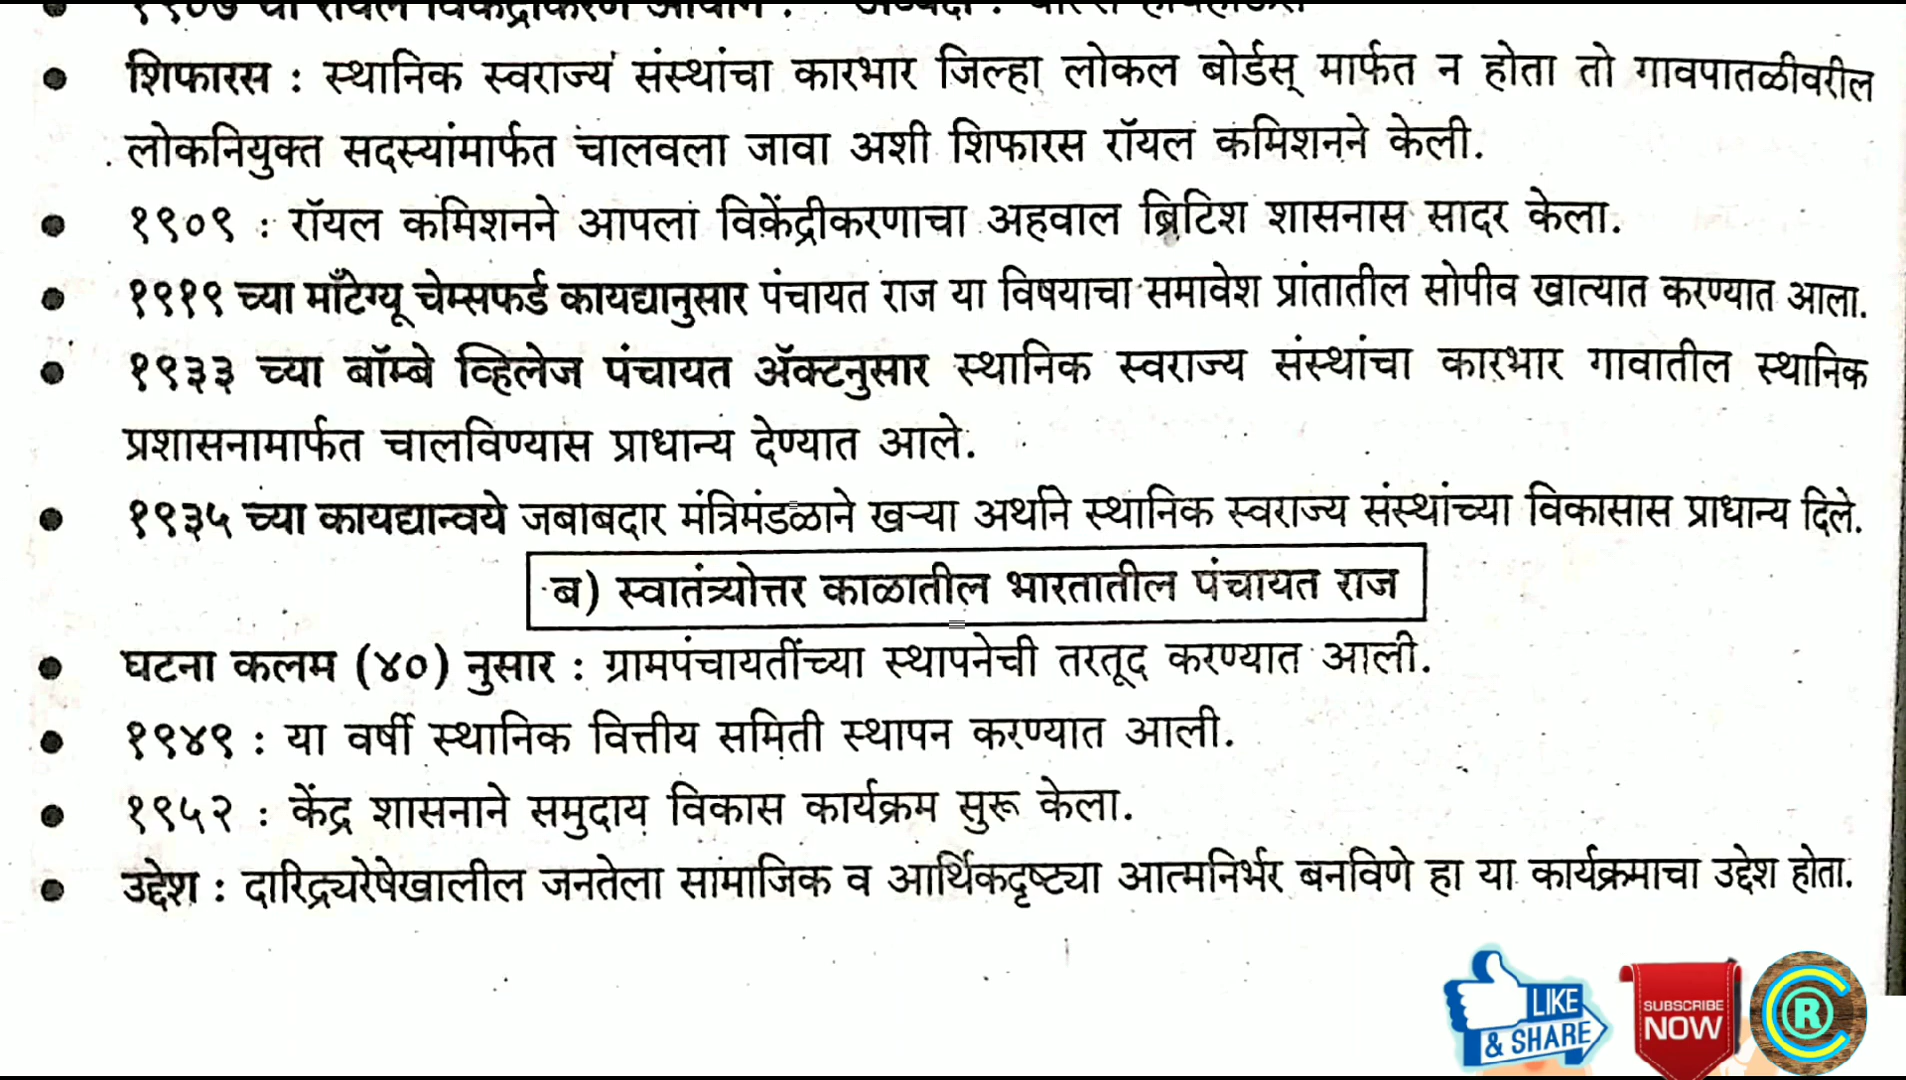 शिफारस : स्थानिक स्वराज्य संस्थांचा कारभार जिल्हा लोकल बोर्डस् मार्फत न होता तो गावपातळीवरील
लोकनियुक्त सदस्यांमार्फत चालवला जावा अशी शिफारस रॉयल कमिशनने केली.
१९०९ : रॉयल कमिशनने आपला विकेंद्रीकरणाचा अहवाल ब्रिटिश शासनास सादर केला.
१९१९ च्या माँटेग्यू चेम्सफर्ड कायद्यानुसार पंचायत राज या विषयाचा समावेश प्रांतातील सोपीव खात्यात करण्यात आला.
१९३३ च्या बॉम्बे व्हिलेज पंचायत ॲक्टनुसार स्थानिक स्वराज्य संस्थांचा कारभार गावातील स्थानिक
प्रशासनामार्फत चालविण्यास प्राधान्य देण्यात आले.
१९३५ च्या कायद्यान्वये जबाबदार मंत्रिमंडळाने खऱ्या अर्थाने स्थानिक स्वराज्य संस्थांच्या विकासास प्राधान्य दिले.
ब) स्वातंत्र्योत्तर काळातील भारतातील पंचायत राज
घटना कलम (४०) नुसार : ग्रामपंचायतींच्या स्थापनेची तरतूद करण्यात आली.
१९४९ : या वर्षी स्थानिक वित्तीय समिती स्थापन करण्यात आली.
१९५२ : केंद्र शासनाने समुदाय विकास कार्यक्रम सुरू केला.
उद्देश : दारिद्र्यरेषेखालील जनतेला सामाजिक व आर्थिकदृष्ट्या आत्मनिर्भर बनविणे हा या कार्यक्रमाचा उद्देश होता.
LIKE
& SHARE
SUBSCRIBE
NOW
R